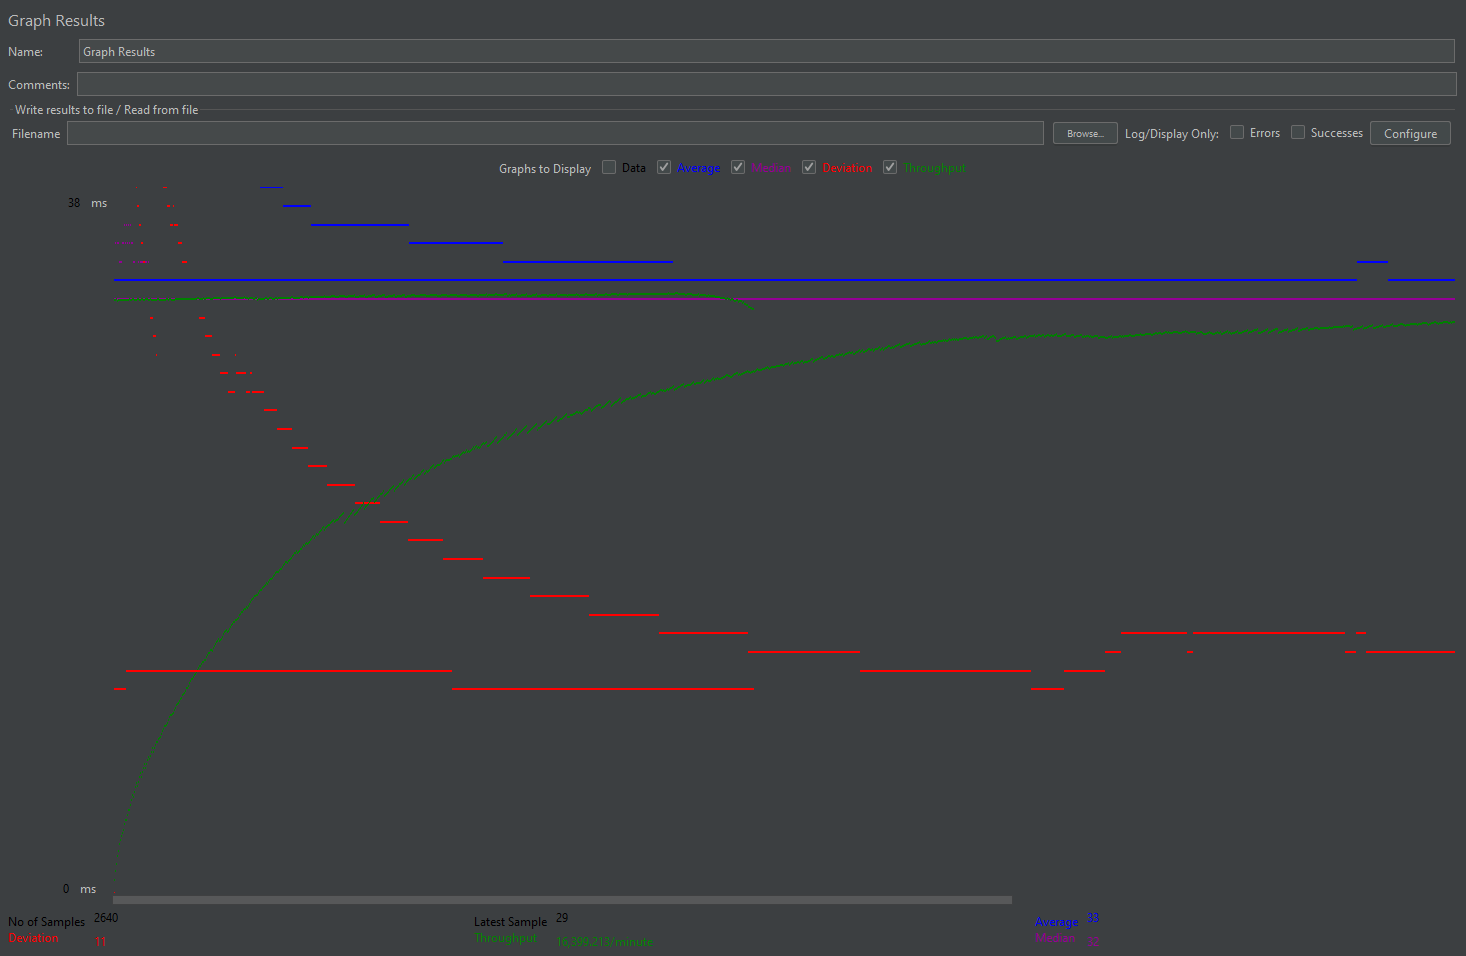 Graph Results
Name: Graph Results
Comments:
Write results to file / Read from file
Filename Browse... Log/Display Only: Errors Successes Configure
Graphs to Display Data Average Median Deviation Throughput
38 ms
0 ms
No of Samples 2640 Latest Sample 29 Average 33
Deviation 11 Throughput 16,399.213/minute Median